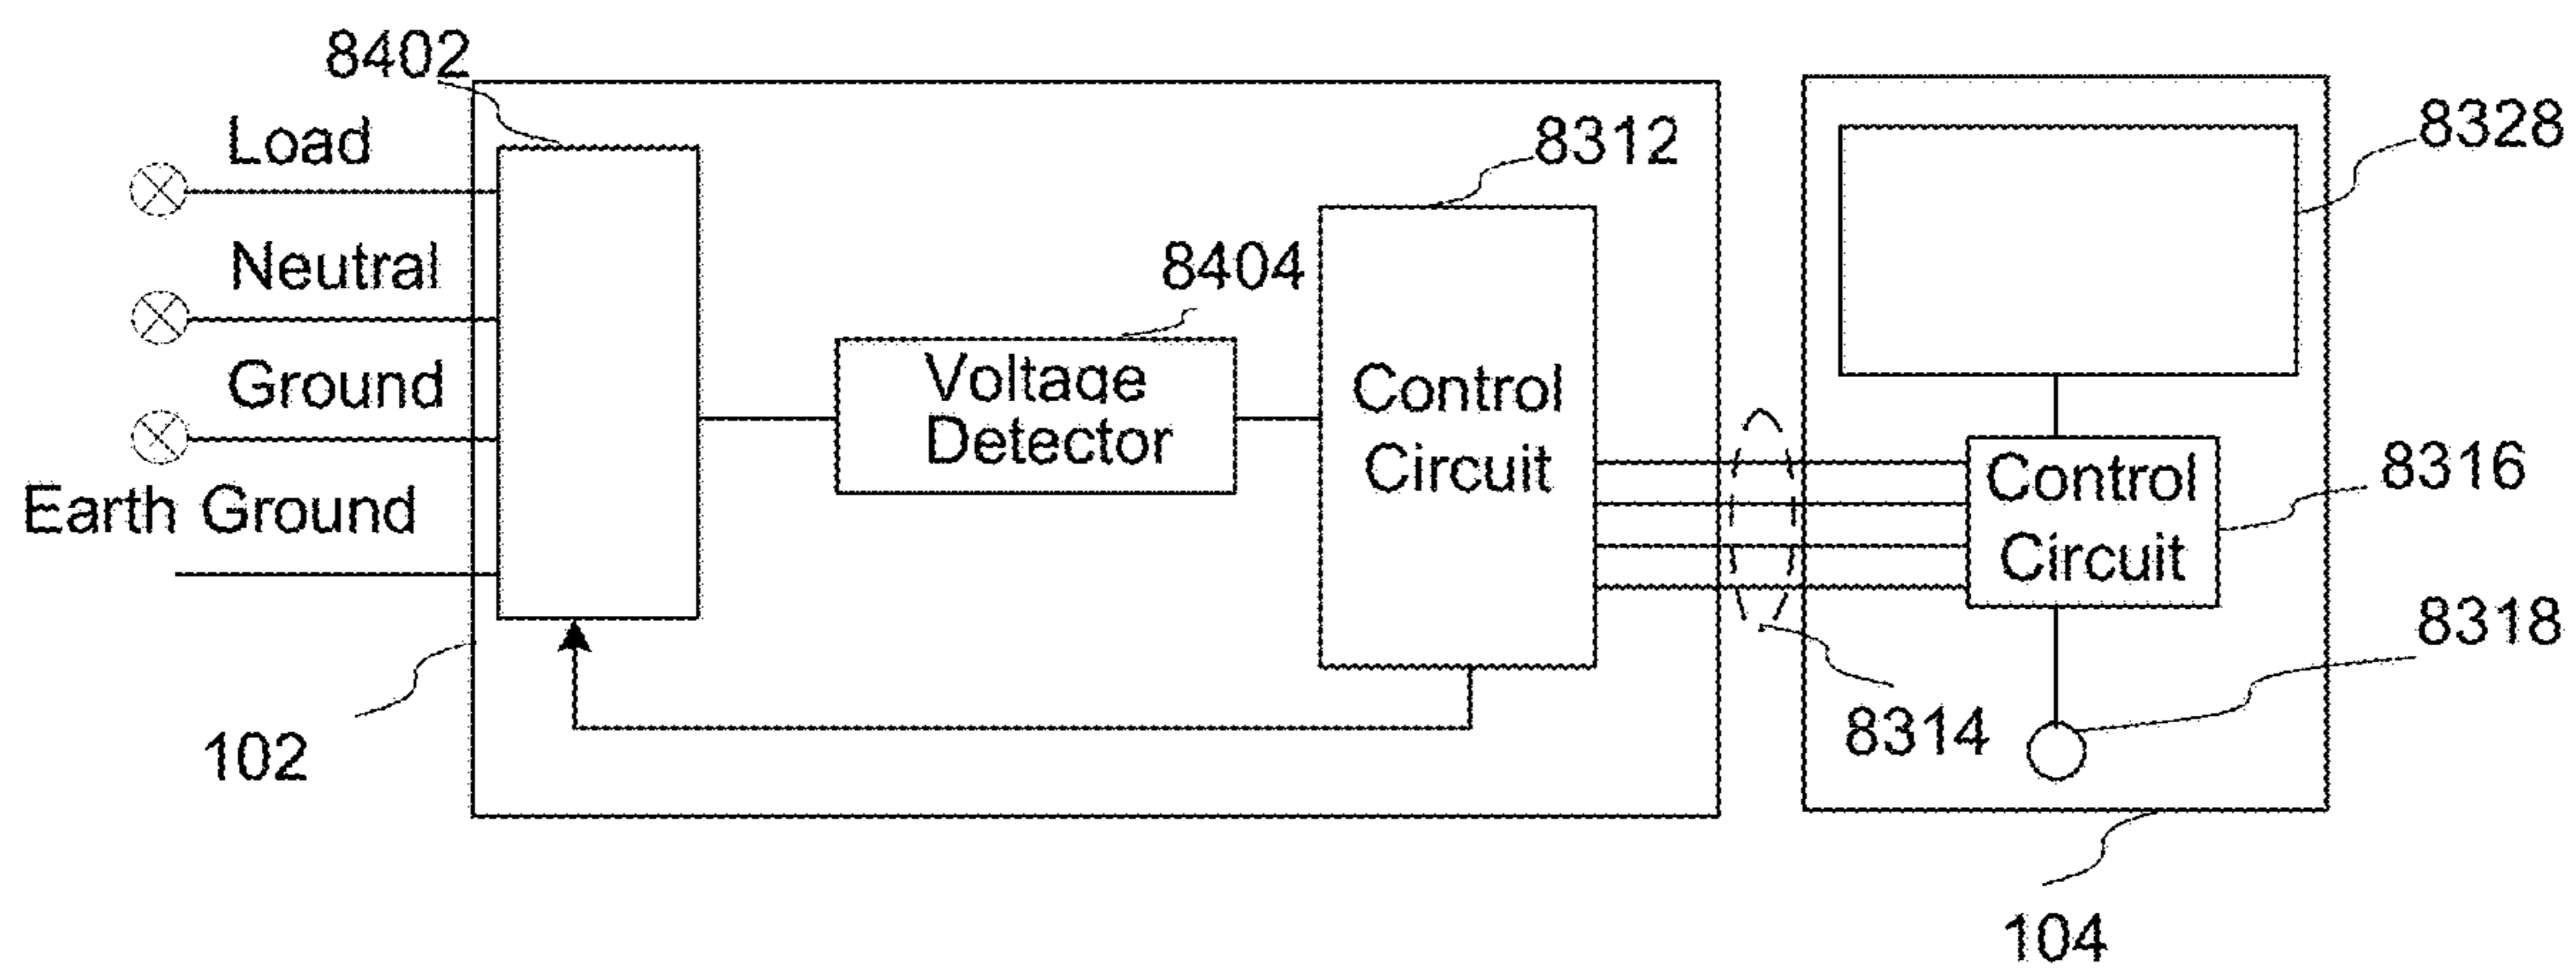 8402
Load
8312
8328
Neutral
8404
Ground
Voltage
Detector
Control
Circuit
Control
Circuit
8316
Earth Ground
8318
8314
102
104